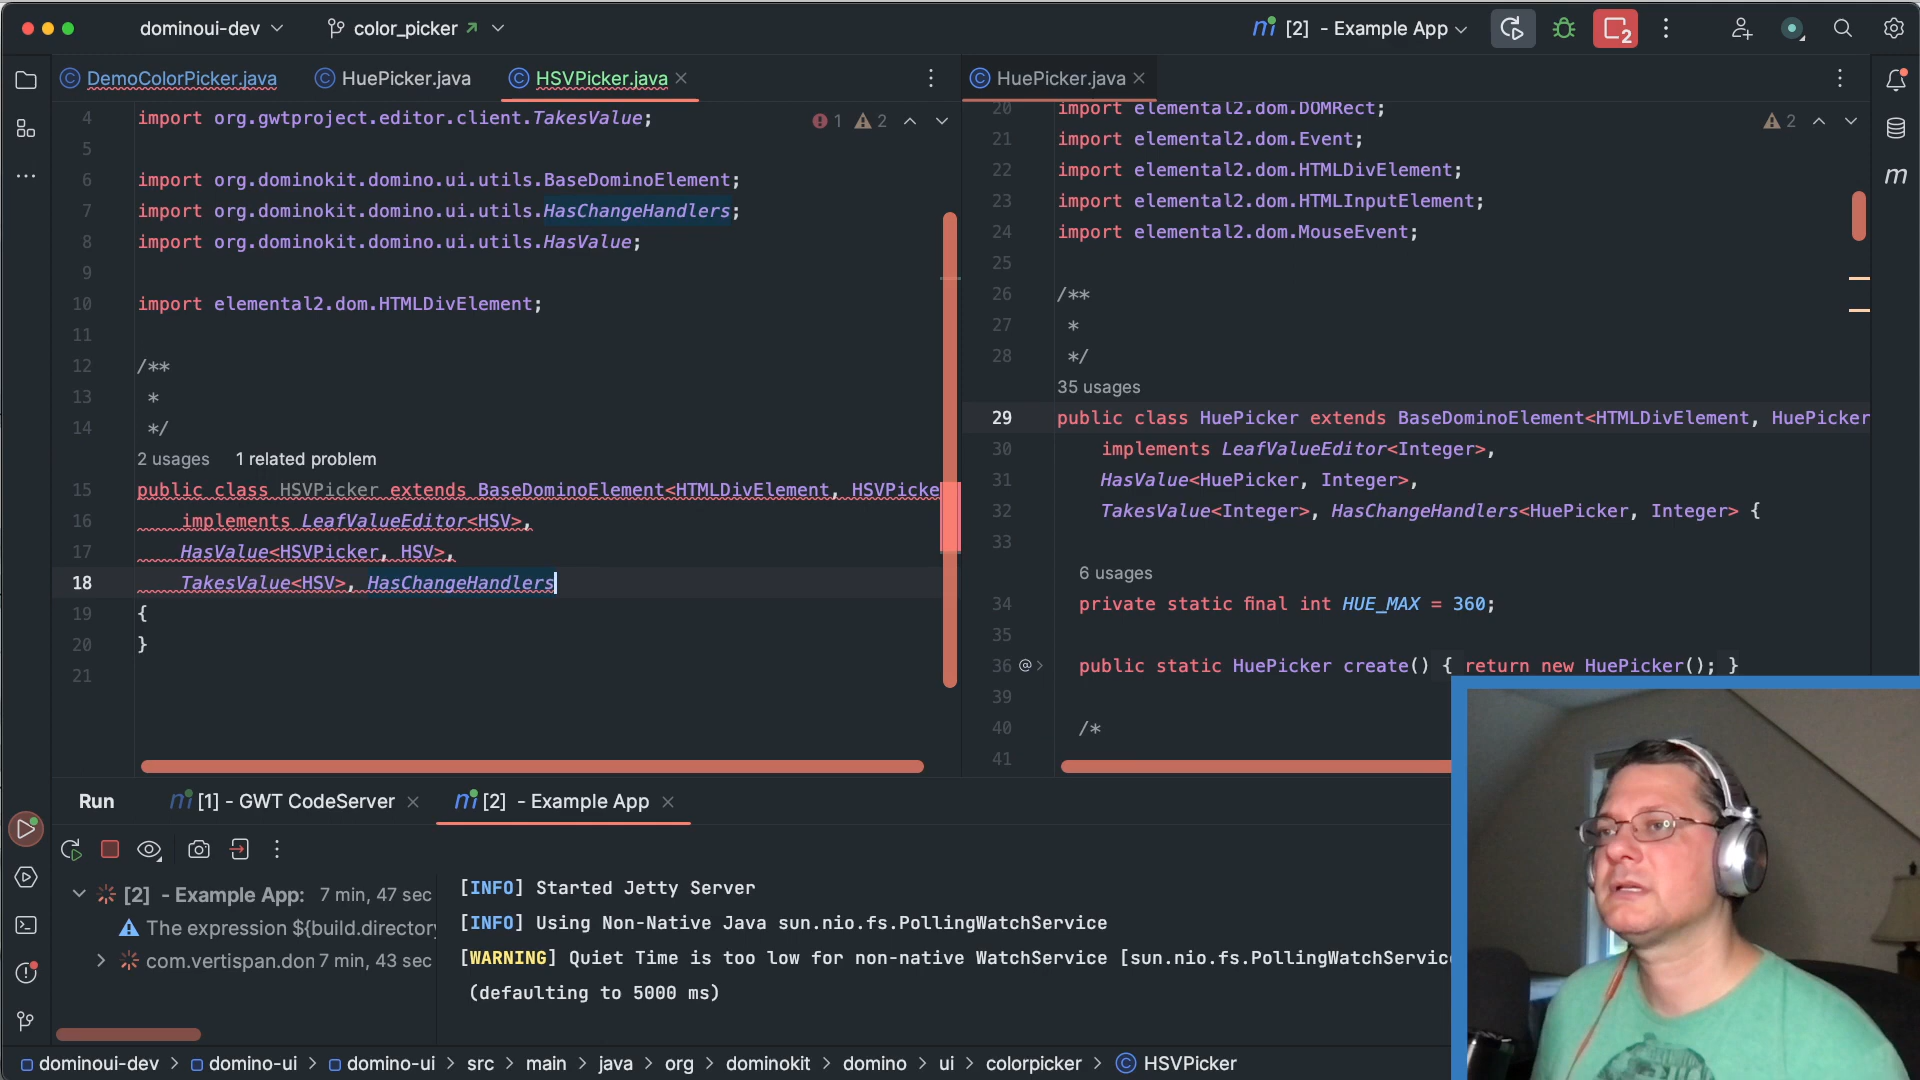 dominoui-dev
color_picker
[2] - Example App
2
DemoColorPicker.java
HuePicker.java
HSVPicker.java
4 import org.gwtproject.editor.client.TakesValue;
1 2
5
6 import org.dominokit.domino.ui.utils.BaseDominoElement;
7 import org.dominokit.domino.ui.utils.HasChangeHandlers;
8 import org.dominokit.domino.ui.utils.HasValue;
9
10 import elemental2.dom.HTMLDivElement;
11
12 /**
13 *
14 */
2 usages 1 related problem
15 public class HSVPicker extends BaseDominoElement<HTMLDivElement, HSVPicke
16 implements LeafValueEditor<HSV>,
17 HasValue<HSVPicker, HSV>,
18 TakesValue<HSV>, HasChangeHandlers
19 {
20 }
21
HuePicker.java
20 import elemental2.dom.DOMRect;
2
21 import elemental2.dom.Event;
22 import elemental2.dom.HTMLDivElement;
23 import elemental2.dom.HTMLInputElement;
24 import elemental2.dom.MouseEvent;
25
26 /**
27 *
28 */
35 usages
29 public class HuePicker extends BaseDominoElement<HTMLDivElement, HuePicker
30 implements LeafValueEditor<Integer>,
31 HasValue<HuePicker, Integer>,
32 TakesValue<Integer>, HasChangeHandlers<HuePicker, Integer> {
33
6 usages
34 private static final int HUE_MAX = 360;
35
36 @ public static HuePicker create() { return new HuePicker(); }
39
40 /*
41
m
Run
[1] - GWT CodeServer
[2] - Example App
[2] - Example App: 7 min, 47 sec
The expression ${build.directory
com.vertispan.don 7 min, 43 sec
[INFO] Started Jetty Server
[INFO] Using Non-Native Java sun.nio.fs.PollingWatchService
[WARNING] Quiet Time is too low for non-native WatchService [sun.nio.fs.PollingWatchService
(defaulting to 5000 ms)
dominoui-dev > domino-ui > domino-ui > src > main > java > org > dominokit > domino > ui > colorpicker > HSVPicker